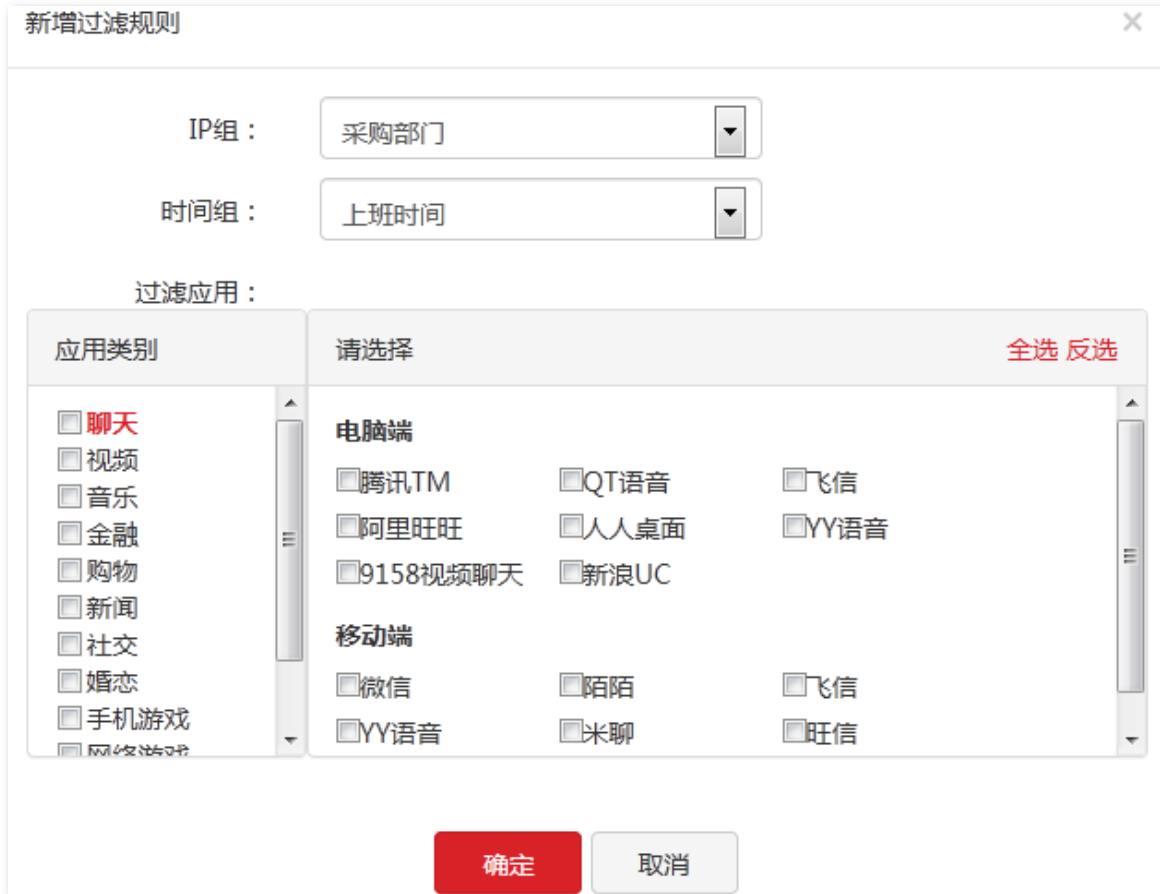 新增过滤规则 ×
IP组： 采购部门
时间组： 上班时间
过滤应用：
应用类别
聊天
视频
音乐
金融
购物
新闻
社交
婚恋
手机游戏
网络游戏
请选择 全选 反选
电脑端
腾讯TM QT语音 飞信
阿里旺旺 人人桌面 YY语音
9158视频聊天 新浪UC
移动端
微信 陌陌 飞信
YY语音 米聊 旺信
确定 取消